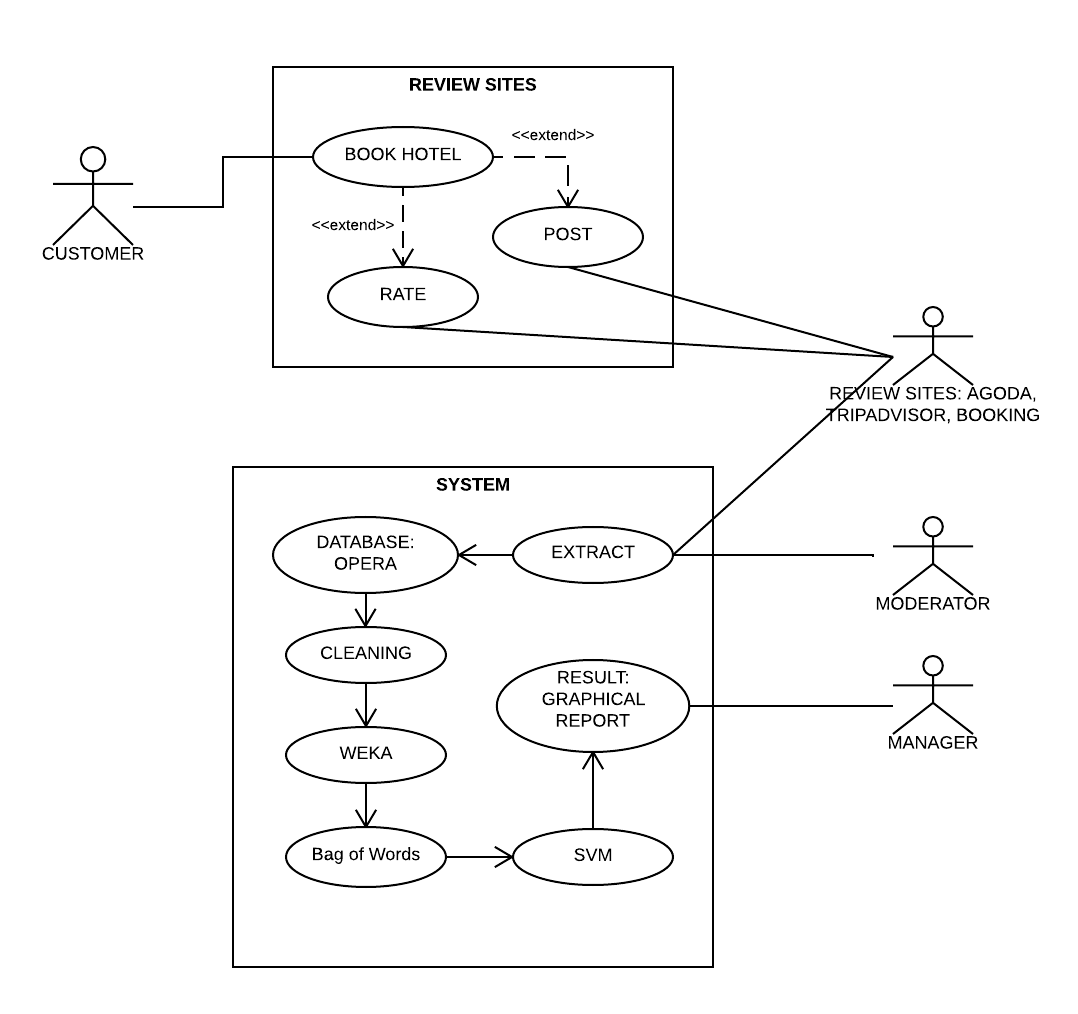 REVIEW SITES
<<extend>>
BOOK HOTEL
<<extend>>
POST
RATE
CUSTOMER
REVIEW SITES: AGODA,
TRIPADVISOR, BOOKING
SYSTEM
DATABASE:
OPERA
EXTRACT
MODERATOR
CLEANING
RESULT:
GRAPHICAL
REPORT
MANAGER
WEKA
Bag of Words
SVM